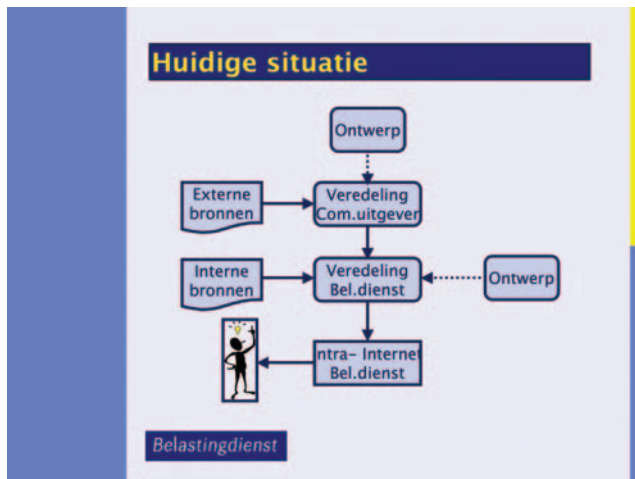 Huidige situatie
Ontwerp
Externe
bronnen
Veredeling
Com.uitgever
Interne
bronnen
Veredeling
Bel.dienst
Ontwerp
ntra- Internet
Bel.dienst
Belastingdienst